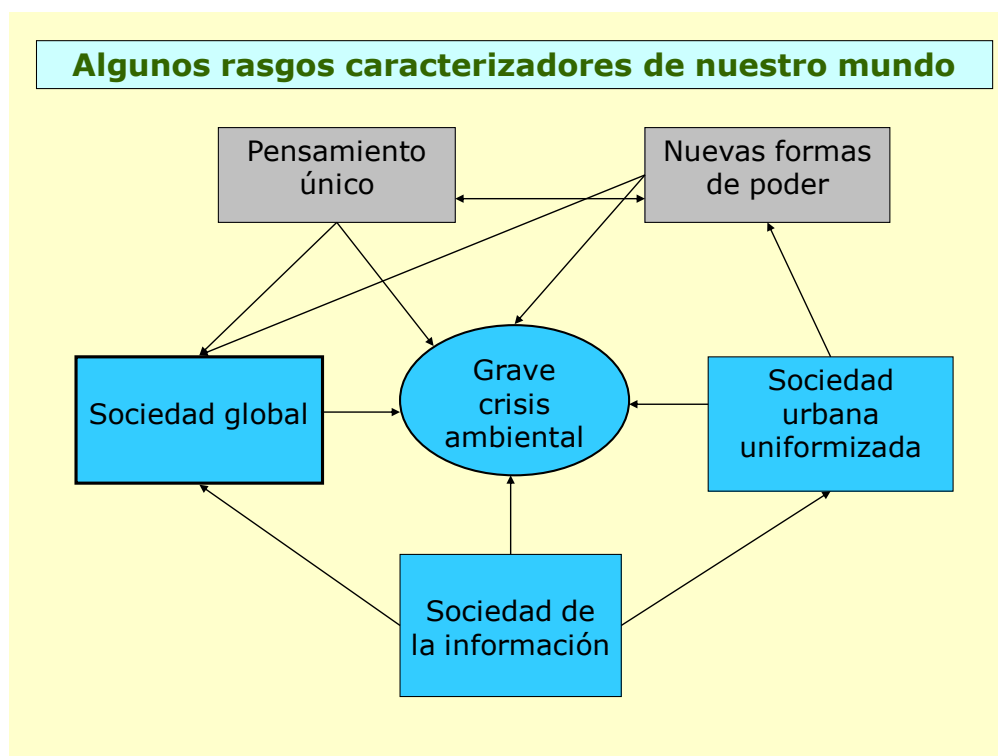 Algunos rasgos caracterizadores de nuestro mundo
Pensamiento
único
Nuevas formas
de poder
Sociedad global
Grave
crisis
ambiental
Sociedad
urbana
uniformizada
Sociedad de
la información